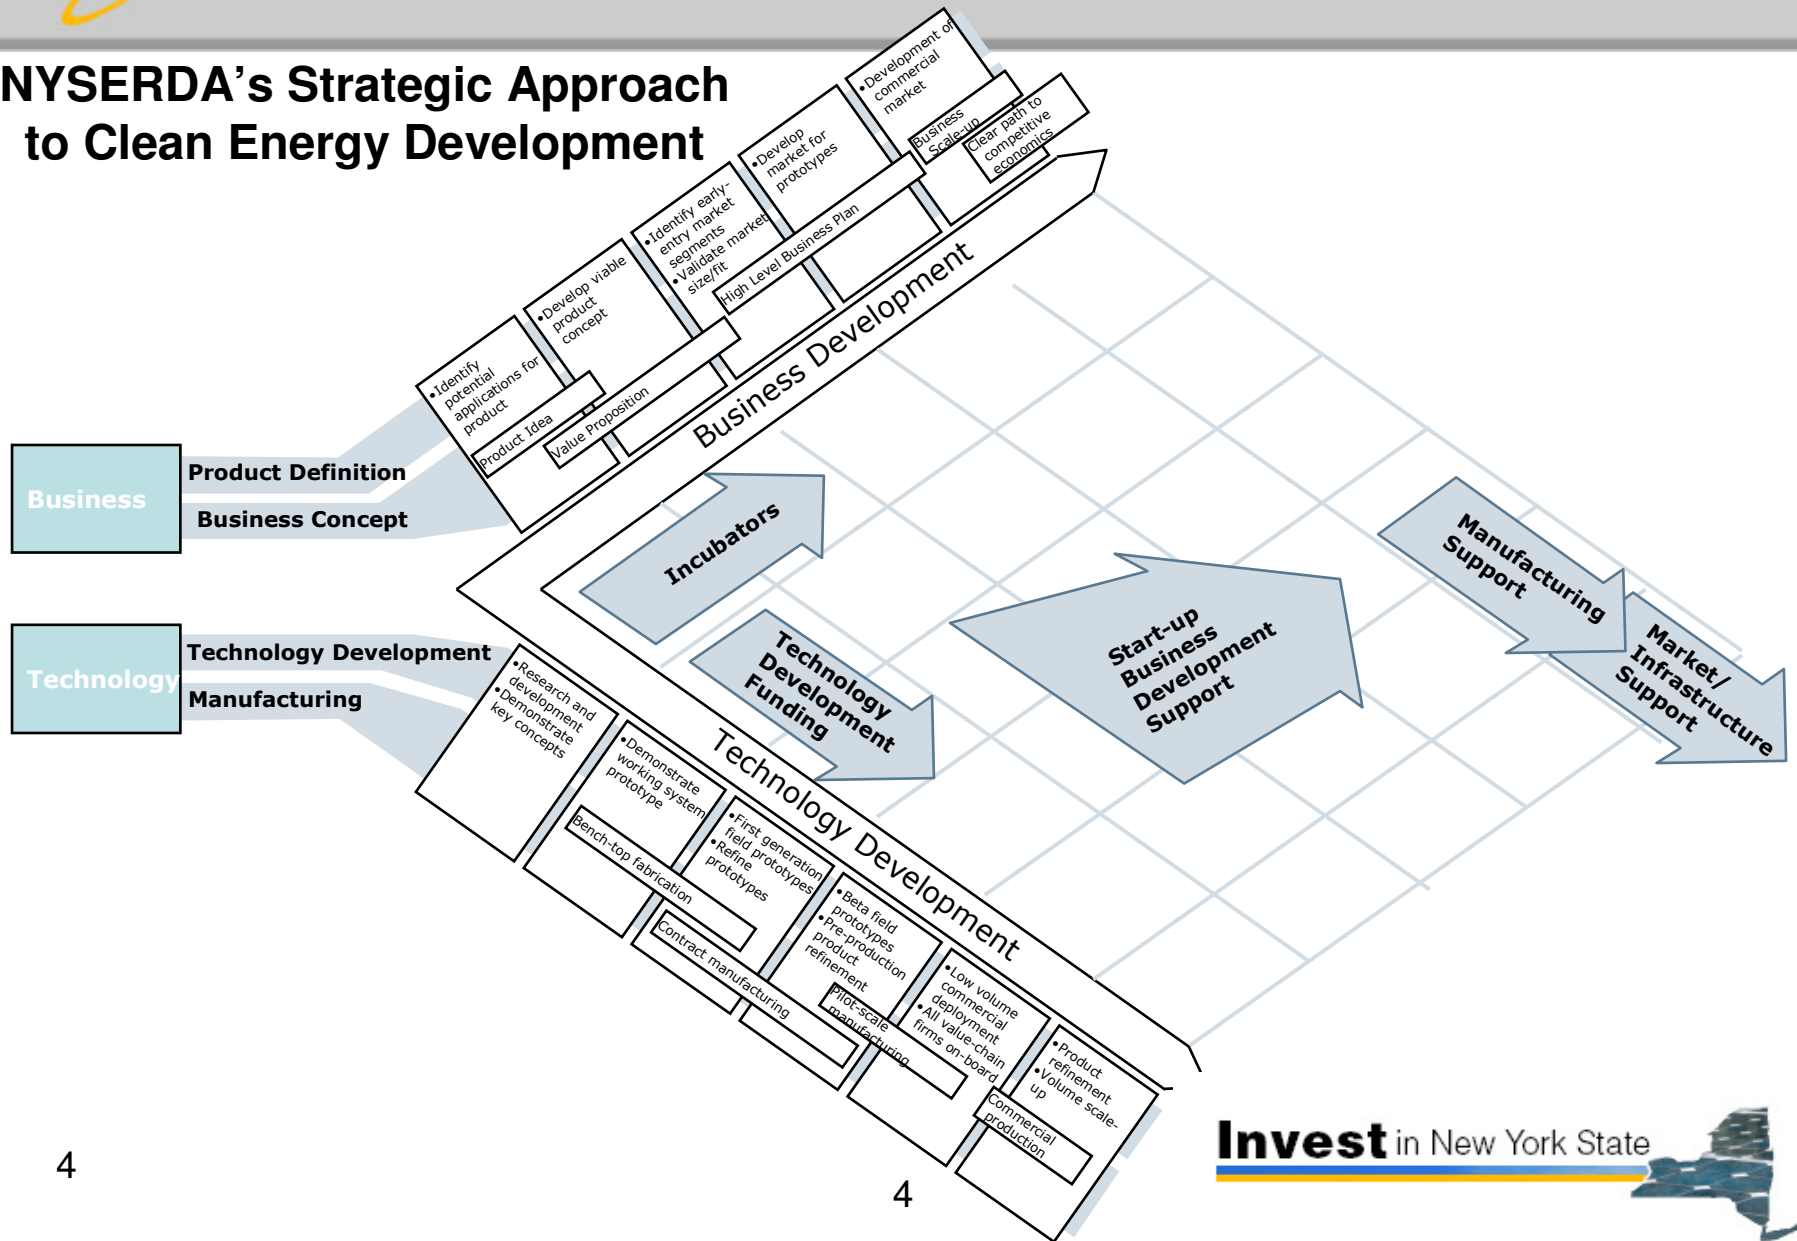 NYSERDA's Strategic Approach
to Clean Energy Development
•Development of
commercial
market
Business
Scale-up
Clear path to
competitive
economics
•Develop
market for
prototypes
•Identify early-
entry market
segments
•Validate market
size/fit
High Level Business Plan
•Develop viable
product
concept
•Identify
potential
applications for
product
Product Idea
Value Proposition
Business Development
Business
Product Definition
Business Concept
Technology
Technology Development
Manufacturing
Incubators
Technology
Development
Funding
Start-up
Business
Development
Support
Manufacturing
Support
Market/
Infrastructure
Support
Technology Development
•Research and
development
•Demonstrate
key concepts
•Demonstrate
working system
prototype
Bench-top fabrication
•First generation
field prototypes
•Refine
prototypes
Contract manufacturing
•Beta field
prototypes
•Pre-production
product
refinement
Pilot-scale
manufacturing
•Low volume
commercial
deployment
•All value-chain
firms on-board
•Product
refinement
•Volume scale-
up
Commercial
production
Invest in New York State
4
4